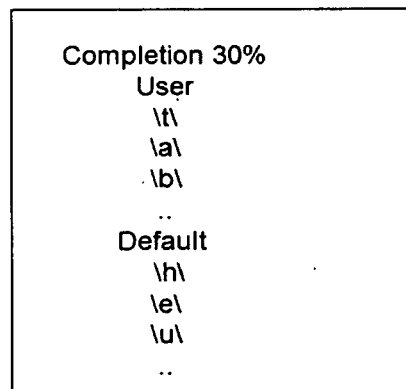 Completion 30%
User
\t\
\a\
\b\
..
Default
\h\
\e\
\u\
..